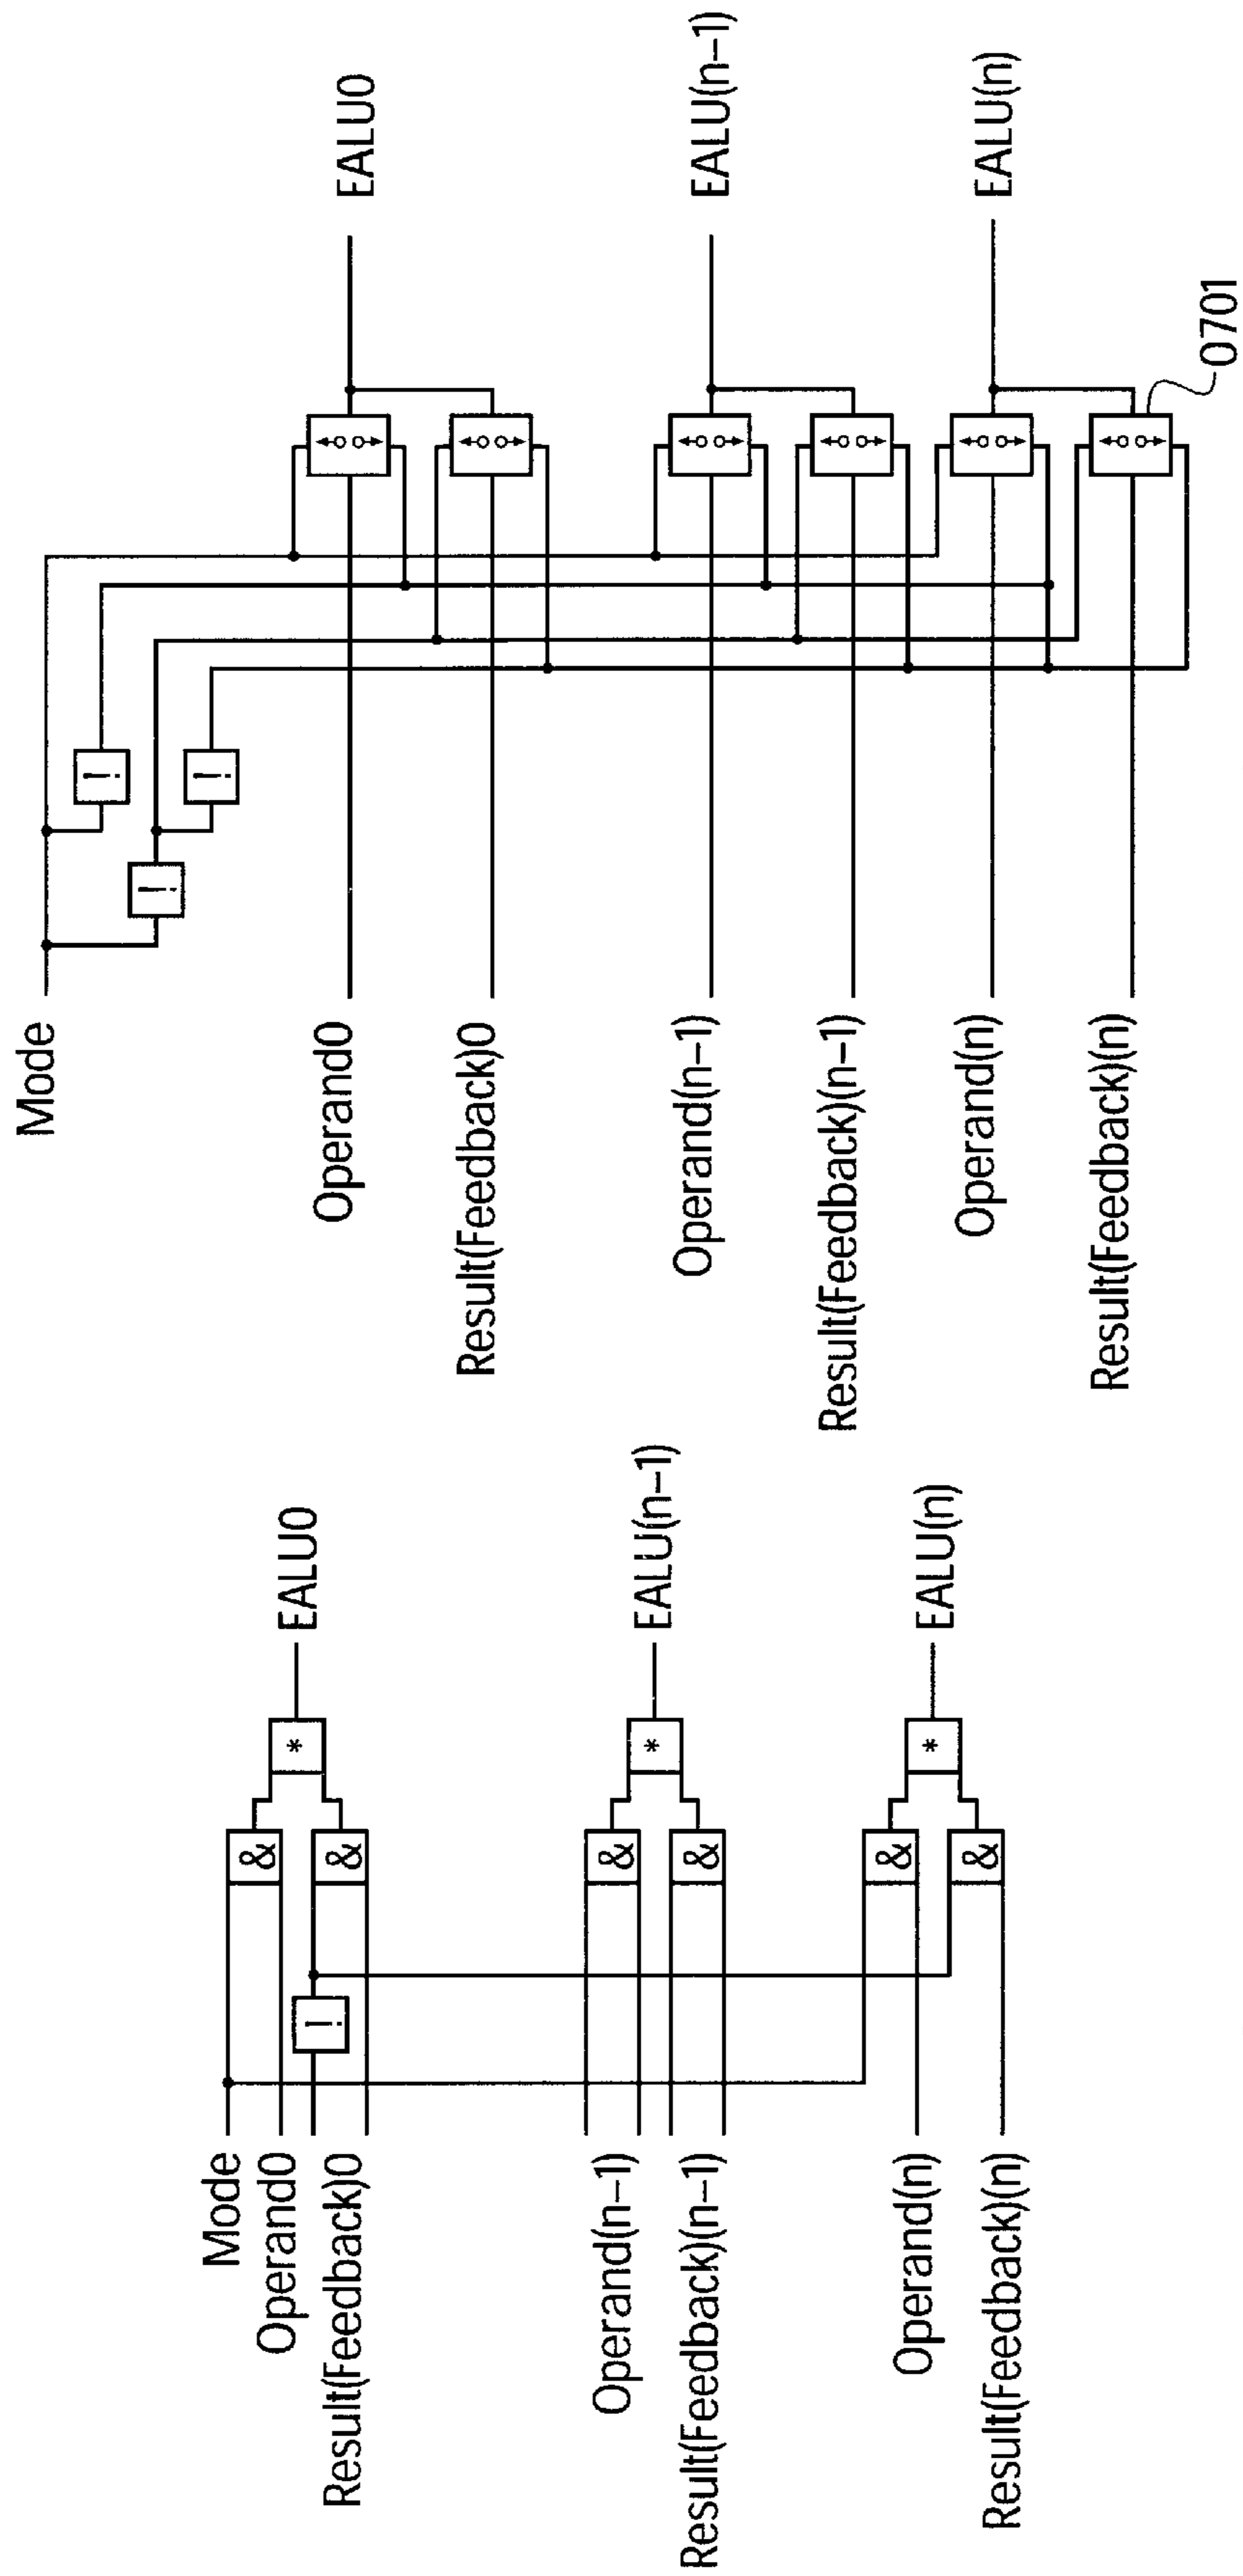 Mode
Operand0
Result(Feedback)0
Operand(n-1)
Result(Feedback)(n-1)
Operand(n)
Result(Feedback)(n)
!
&
&
&
&
&
&
*
*
*
EALU0
EALU(n-1)
EALU(n)
Mode
Operand0
Result(Feedback)0
Operand(n-1)
Result(Feedback)(n-1)
Operand(n)
Result(Feedback)(n)
!
!
!
EALU0
EALU(n-1)
EALU(n)
0701